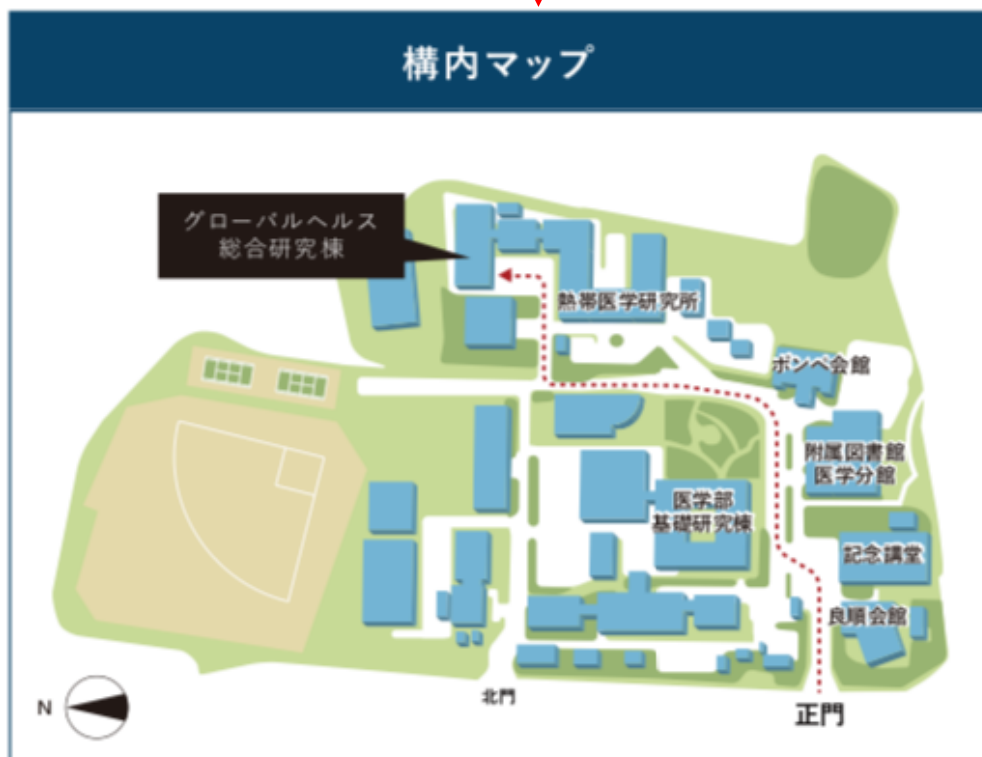 構内マップ
グローバルヘルス
総合研究棟
熱帯医学研究所
ポンペ会館
附属図書館
医学分館
医学部
基礎研究棟
記念講堂
良順会館
北門
正門
N